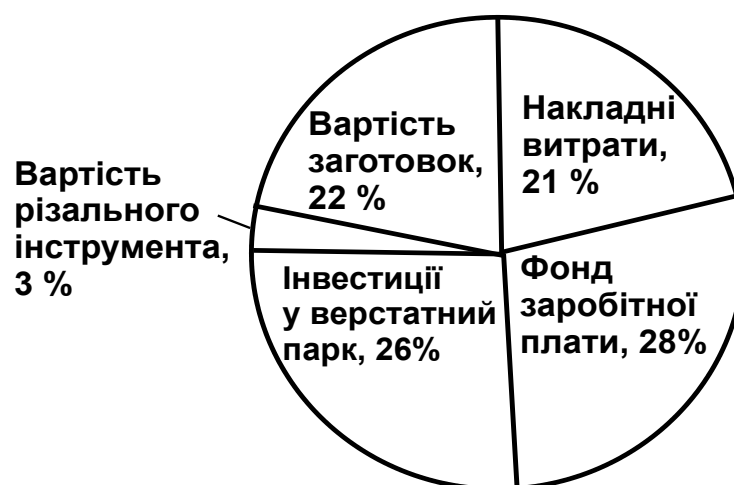 Накладні
витрати,
21 %
Вартість
заготовок,
22 %
Вартість
різального
інструмента,
3 %
Інвестиції
у верстатний
парк, 26%
Фонд
заробітної
плати, 28%